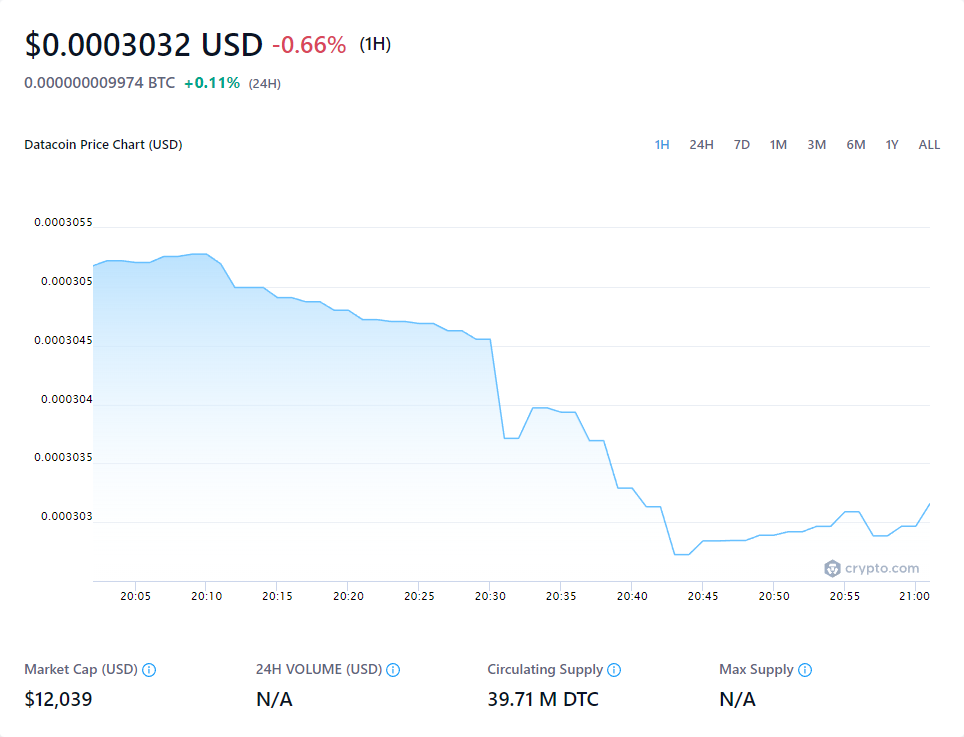 $0.0003032 USD -0.66% (1H)
0.000000009974 BTC +0.11% (24H)
Datacoin Price Chart (USD) 1H 24H 7D 1M 3M 6M 1Y ALL
0.0003055
0.000305
0.0003045
0.000304
0.0003035
0.000303
crypto.com
20:05 20:10 20:15 20:20 20:25 20:30 20:35 20:40 20:45 20:50 20:55 21:00
Market Cap (USD) 24H VOLUME (USD) Circulating Supply Max Supply
$12,039 N/A 39.71 M DTC N/A